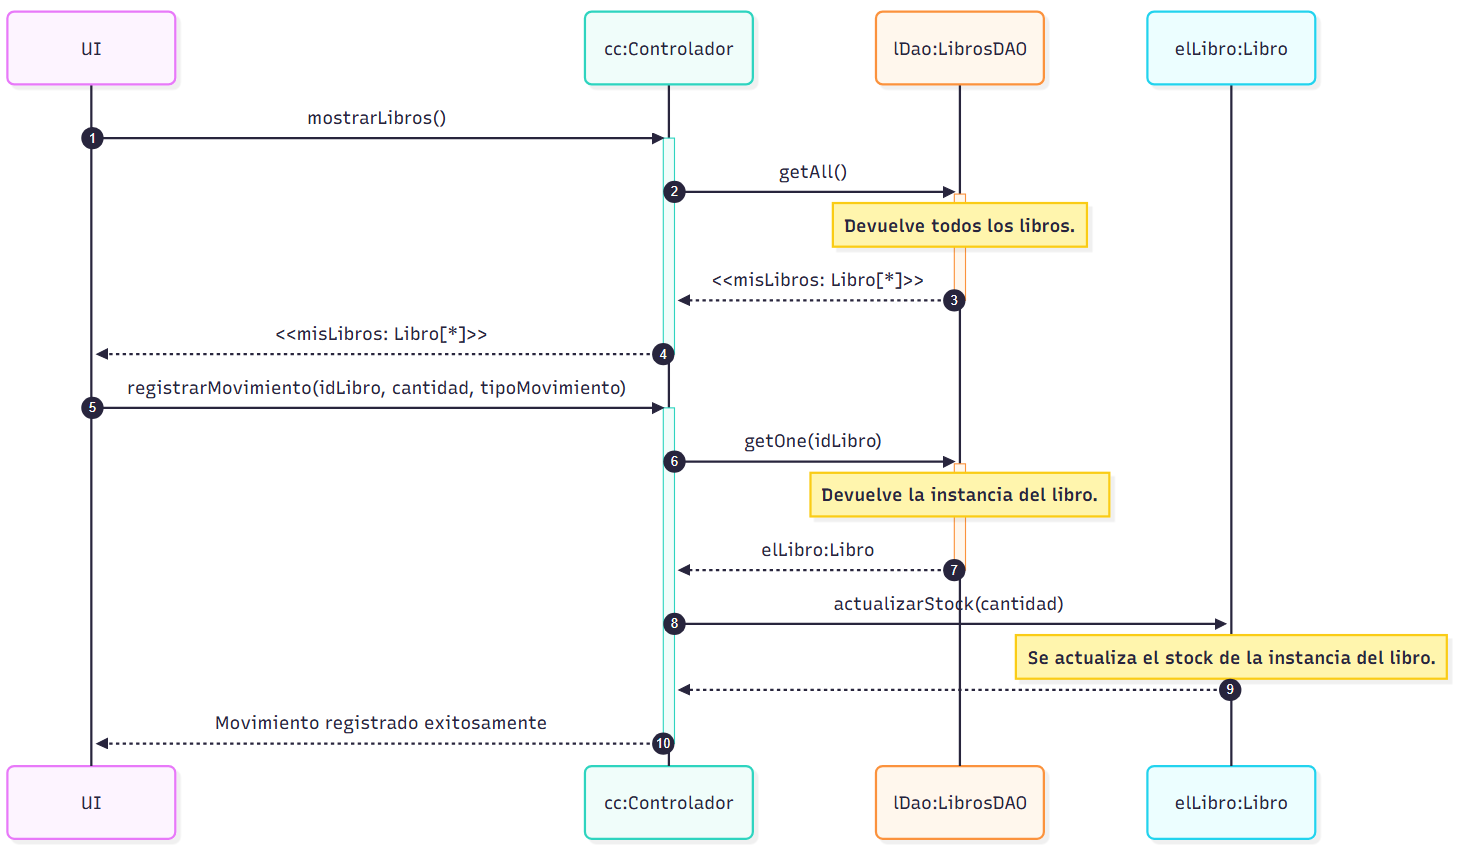 UI
cc:Controlador
lDao:LibrosDAO
elLibro:Libro
mostrarLibros()
1
getAll()
2
Devuelve todos los libros.
<<misLibros: Libro[*]>>
3
<<misLibros: Libro[*]>>
4
registrarMovimiento(idLibro, cantidad, tipoMovimiento)
5
getOne(idLibro)
6
Devuelve la instancia del libro.
elLibro:Libro
7
actualizarStock(cantidad)
8
Se actualiza el stock de la instancia del libro.
9
Movimiento registrado exitosamente
10
UI
cc:Controlador
lDao:LibrosDAO
elLibro:Libro